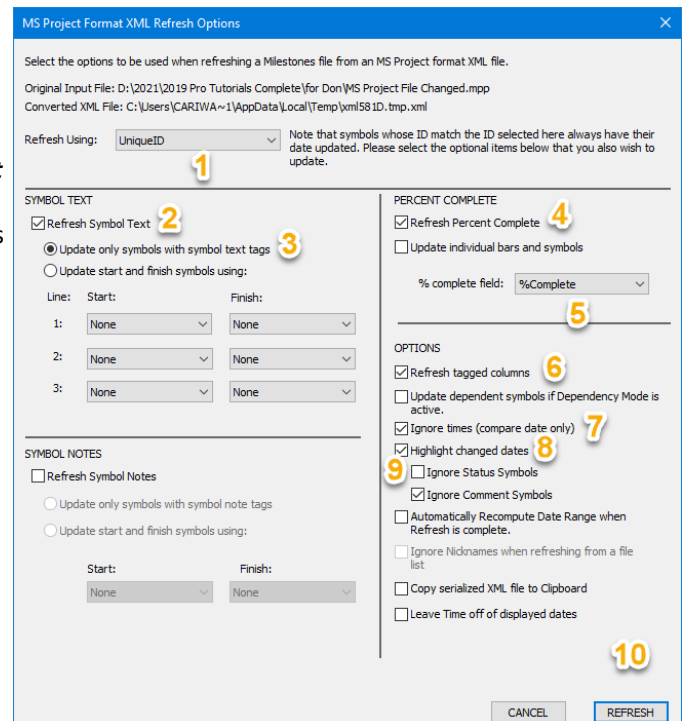 MS Project Format XML Refresh Options
Select the options to be used when refreshing a Milestones file from an MS Project format XML file.
Original Input File: D:\2021\2019 Pro Tutorials Complete\for Don\MS Project File Changed.mpp
Converted XML File: C:\Users\CARIWA~1\AppData\Local\Temp\xml581D.tmp.xml
Refresh Using: UniqueID
1
Note that symbols whose ID match the ID selected here always have their
date updated. Please select the optional items below that you also wish to
update.
SYMBOL TEXT
Refresh Symbol Text 2
Update only symbols with symbol text tags 3
Update start and finish symbols using:
Line: Start: Finish:
1: None None
2: None None
3: None None
SYMBOL NOTES
Refresh Symbol Notes
Update only symbols with symbol note tags
Update start and finish symbols using:
Start: Finish:
None None
PERCENT COMPLETE
Refresh Percent Complete 4
Update individual bars and symbols
% complete field: %Complete
5
OPTIONS
Refresh tagged columns 6
Update dependent symbols if Dependency Mode is
active.
Ignore times (compare date only) 7
Highlight changed dates 8
9 Ignore Status Symbols
Ignore Comment Symbols
Automatically Recompute Date Range when
Refresh is complete.
Ignore Nicknames when refreshing from a file
list
Copy serialized XML file to Clipboard
Leave Time off of displayed dates
10
CANCEL REFRESH